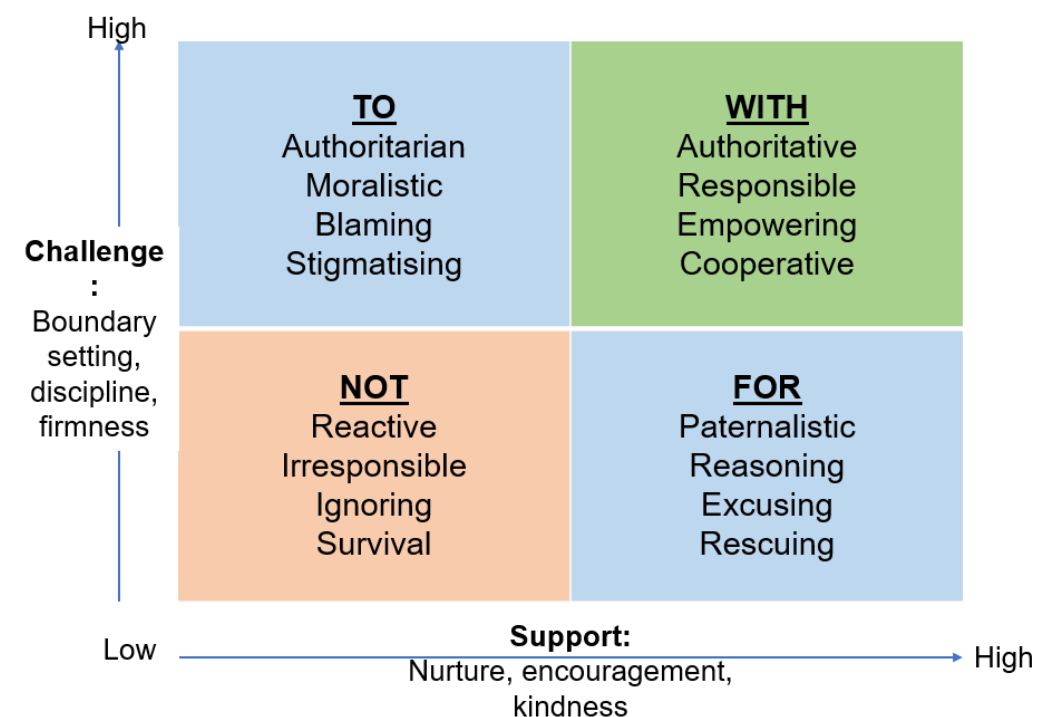 High
TO
Authoritarian
Moralistic
Blaming
Stigmatising
WITH
Authoritative
Responsible
Empowering
Cooperative
Challenge
:
Boundary
setting,
discipline,
firmness
NOT
Reactive
Irresponsible
Ignoring
Survival
FOR
Paternalistic
Reasoning
Excusing
Rescuing
Low
Support:
Nurture, encouragement,
kindness
High